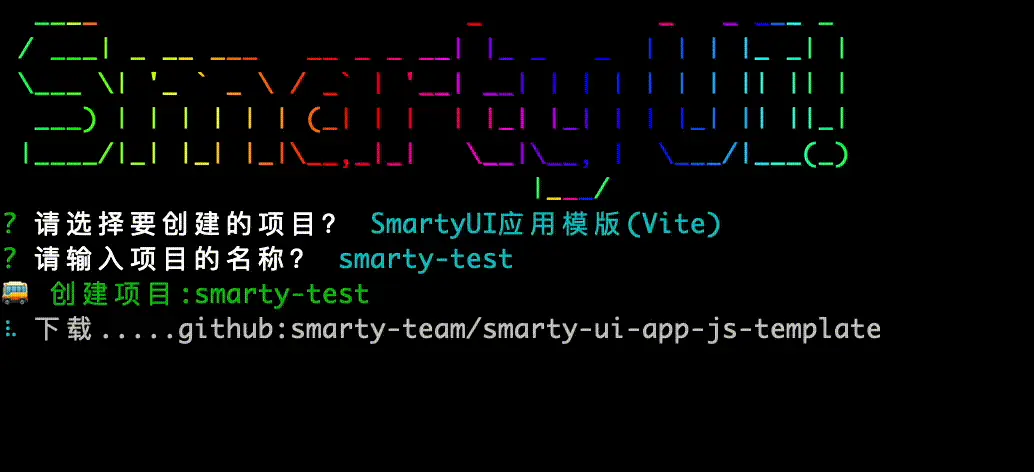 SmartyUI!
? 请选择要创建的项目? SmartyUI应用模版(Vite)
? 请输入项目的名称? smarty-test
创建项目:smarty-test
下载.....github:smarty-team/smarty-ui-app-js-template